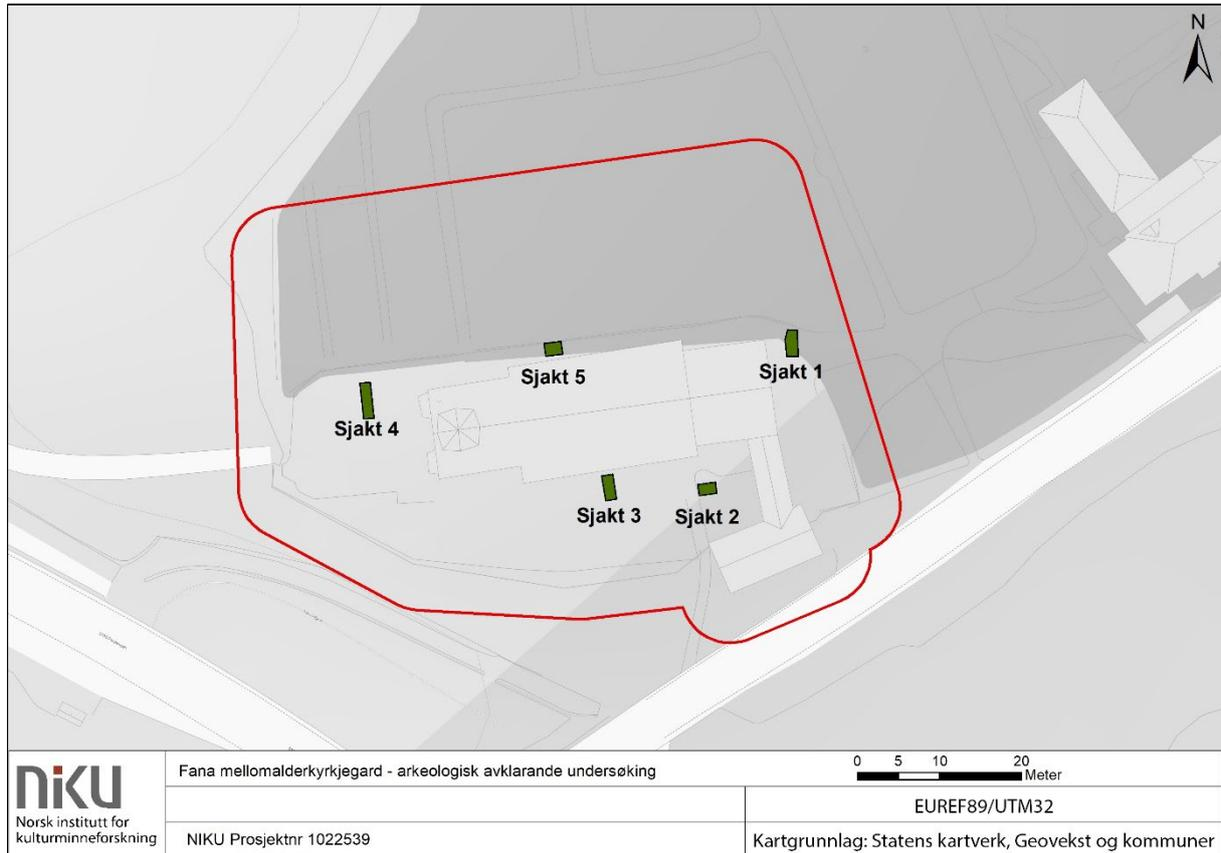 N
Sjakt 1
Sjakt 5
Sjakt 4
Sjakt 3
Sjakt 2
NIKU
Norsk institutt for
kulturminneforskning
Fana mellomalderkyrkjegard - arkeologisk avklarande undersøking
NIKU Prosjektnr 1022539
0 5 10 20
Meter
EUREF89/UTM32
Kartgrunnlag: Statens kartverk, Geovekst og kommuner